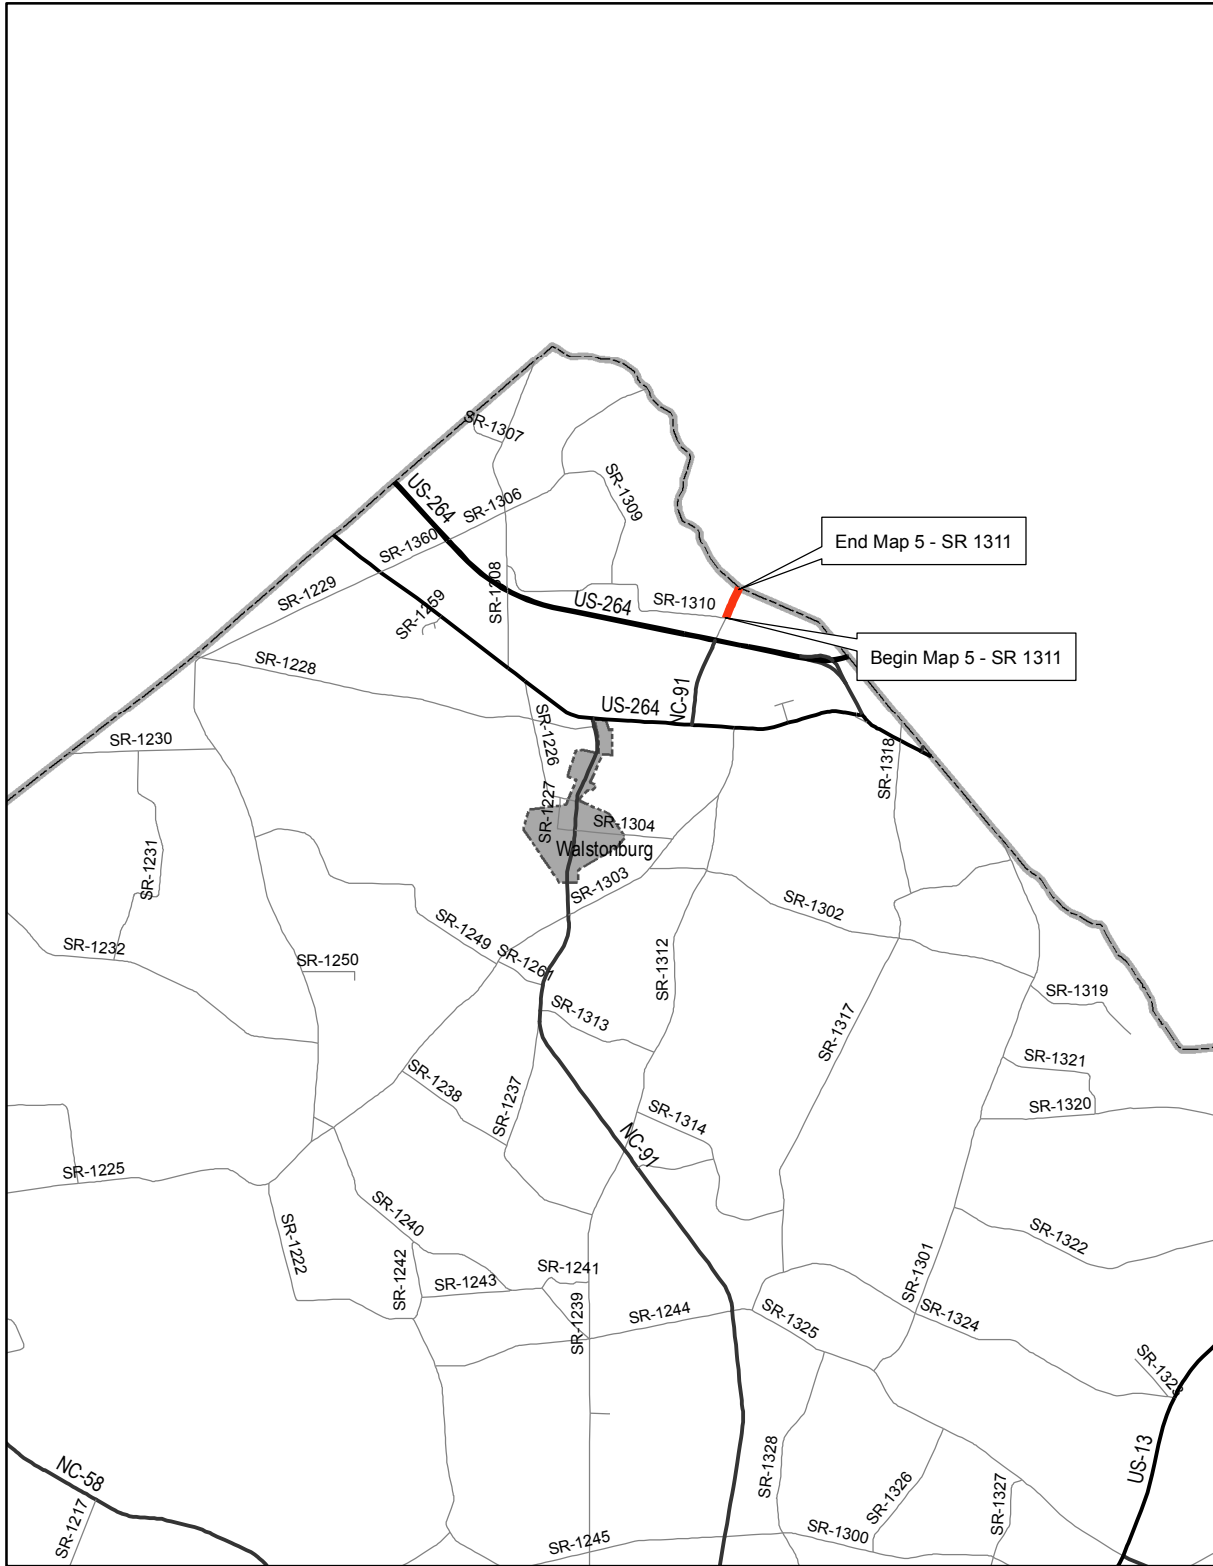 SR-1307
US-264
SR-1306
SR-1309
End Map 5 - SR 1311
SR-1360
SR-1308
SR-1229
SR-1259
US-264
SR-1310
Begin Map 5 - SR 1311
SR-1228
NC-91
US-264
SR-1226
SR-1230
SR-1318
SR-1227
SR-1304
Walstonburg
SR-1231
SR-1303
SR-1302
SR-1249
SR-1232
SR-1250
SR-1261
SR-1312
SR-1319
SR-1313
SR-1317
SR-1321
SR-1238
SR-1237
SR-1320
SR-1314
NC-91
SR-1225
SR-1240
SR-1222
SR-1322
SR-1242
SR-1241
SR-1301
SR-1243
SR-1239
SR-1244
SR-1325
SR-1324
SR-1323
US-13
NC-58
SR-1328
SR-1326
SR-1327
SR-1217
SR-1245
SR-1300